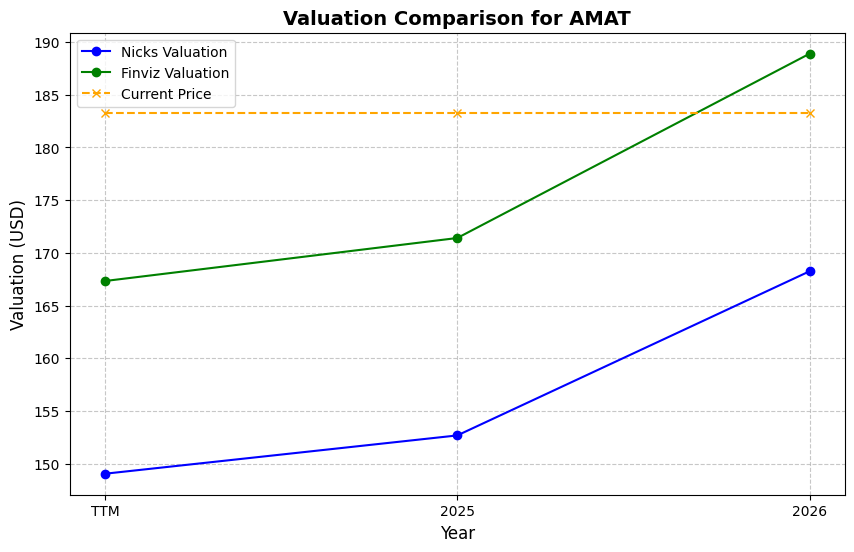 Valuation Comparison for AMAT
Nicks Valuation
Finviz Valuation
Current Price
Valuation (USD)
190
185
180
175
170
165
160
155
150
TTM
2025
2026
Year